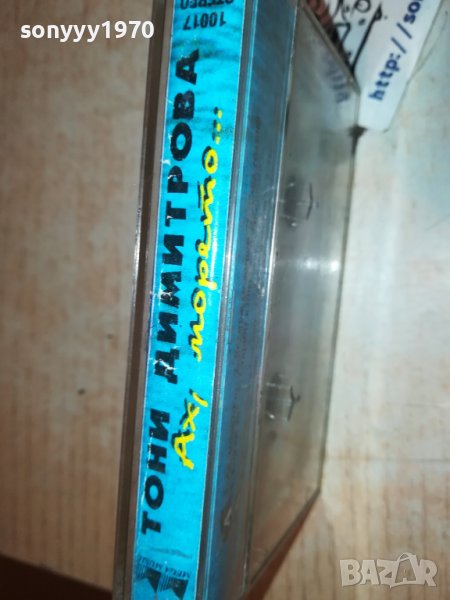 sonyyy1970
10017
STEREO
ТОНИ ДИМИТРОВА
Ах, морето...
http://so
bazar